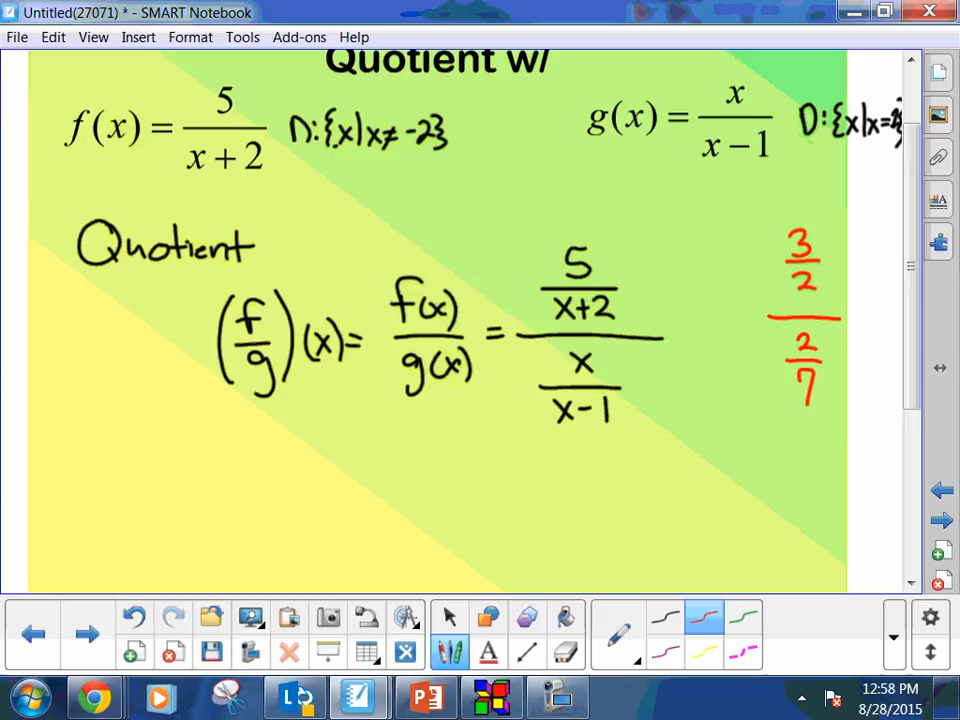 Untitled(27071) * - SMART Notebook
File Edit View Insert Format Tools Add-ons Help
Quotient w/
f(x) = 5/(x + 2) D:{x|x≠ -2} g(x) = x/(x − 1) D:{x|x=
Quotient
(f/g)(x) = f(x)/g(x) = (5/(x+2))/(x/(x-1))
(3/2)/(2/7)
12:58 PM
8/28/2015